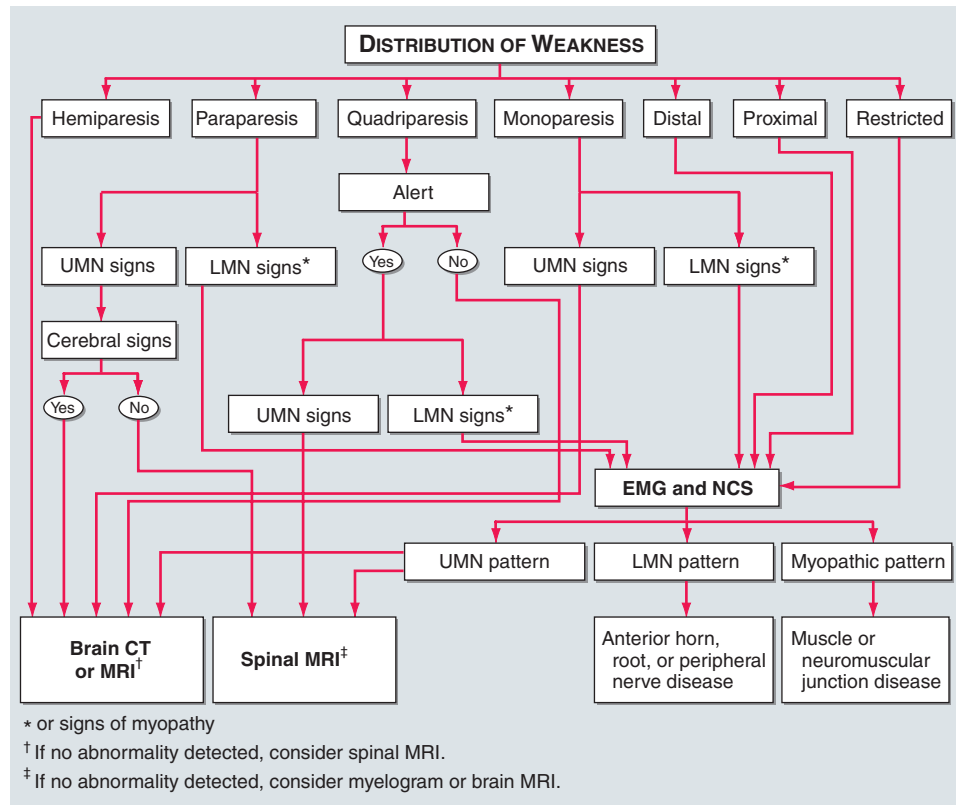 DISTRIBUTION OF WEAKNESS
Hemiparesis
Paraparesis
Quadriparesis
Monoparesis
Distal
Proximal
Restricted
Alert
UMN signs
LMN signs*
Yes
No
UMN signs
LMN signs*
Cerebral signs
Yes
No
UMN signs
LMN signs*
EMG and NCS
UMN pattern
LMN pattern
Myopathic pattern
Brain CT
or MRI†
Spinal MRI‡
Anterior horn,
root, or peripheral
nerve disease
Muscle or
neuromuscular
junction disease
* or signs of myopathy
† If no abnormality detected, consider spinal MRI.
‡ If no abnormality detected, consider myelogram or brain MRI.